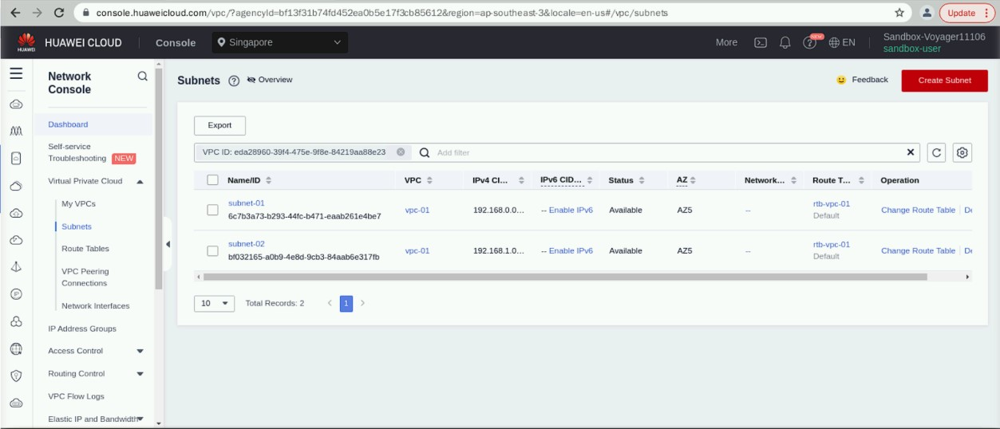 console.huaweicloud.com/vpc/?agencyId=bf13f31b74fd452ea0b5e17f3cb85612&region=ap-southeast-3&locale=en-us#/vpc/subnets
Update
HUAWEI
HUAWEI CLOUD
Console
Singapore
More
NEW
EN
Sandbox-Voyager11106
sandbox-user
Network
Console
Dashboard
Self-service
Troubleshooting NEW
Virtual Private Cloud
My VPCs
Subnets
Route Tables
VPC Peering
Connections
Network Interfaces
IP Address Groups
Access Control
Routing Control
VPC Flow Logs
Elastic IP and Bandwidth
Subnets
Overview
Feedback
Create Subnet
Export
VPC ID: eda28960-39f4-475e-9f8e-84219aa88e23
Add filter
Name/ID VPC IPv4 CI... IPv6 CID... Status AZ Network... Route T... Operation
subnet-01
6c7b3a73-b293-44fc-b471-eaab261e4be7
vpc-01
192.168.0.0...
-- Enable IPv6
Available
AZ5
--
rtb-vpc-01
Default
Change Route Table
De
subnet-02
bf032165-a0b9-4e8d-9cb3-84aab6e317fb
vpc-01
192.168.1.0...
-- Enable IPv6
Available
AZ5
--
rtb-vpc-01
Default
Change Route Table
De
10
Total Records: 2
1